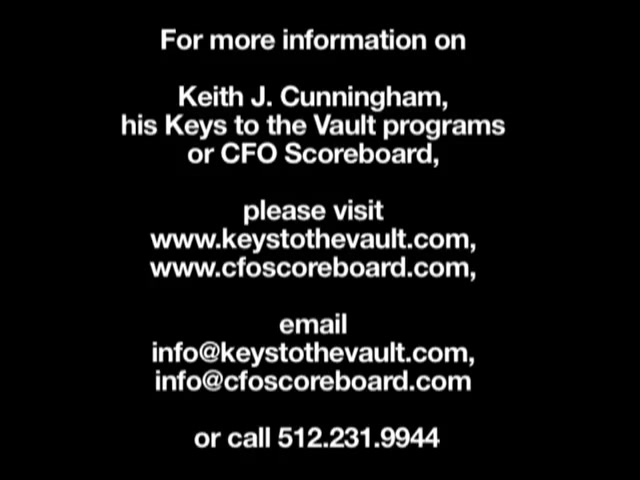 For more information on
Keith J. Cunningham,
his Keys to the Vault programs
or CFO Scoreboard,
please visit
www.keystothevault.com,
www.cfoscoreboard.com,
email
info@keystothevault.com,
info@cfoscoreboard.com
or call 512.231.9944